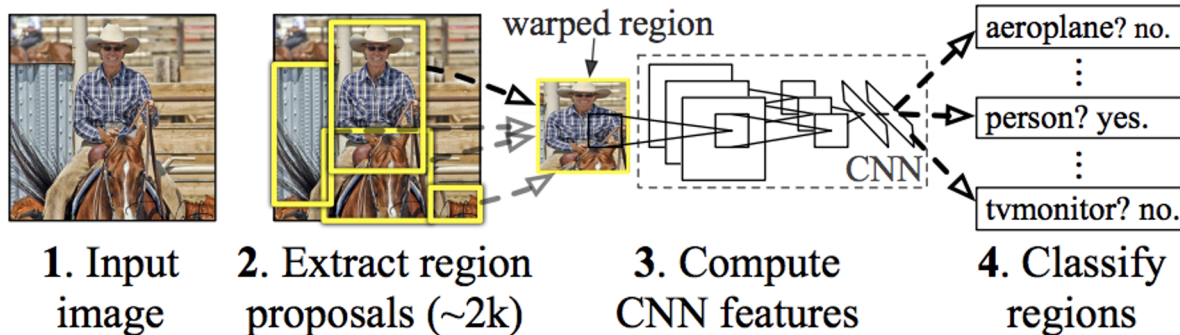 warped region
aeroplane? no.
person? yes.
CNN
tvmonitor? no.
1. Input
image
2. Extract region
proposals (~2k)
3. Compute
CNN features
4. Classify
regions